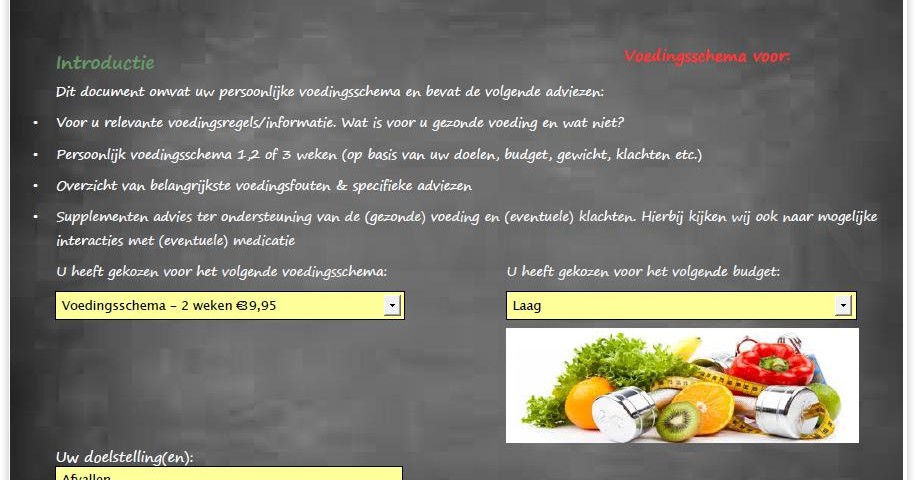 Introductie
Voedingsschema voor:
Dit document omvat uw persoonlijke voedingsschema en bevat de volgende adviezen:
• Voor u relevante voedingsregels/informatie. Wat is voor u gezonde voeding en wat niet?
• Persoonlijk voedingsschema 1,2 of 3 weken (op basis van uw doelen, budget, gewicht, klachten etc.)
• Overzicht van belangrijkste voedingsfouten & specifieke adviezen
• Supplementen advies ter ondersteuning van de (gezonde) voeding en (eventuele) klachten. Hierbij kijken wij ook naar mogelijke
interacties met (eventuele) medicatie
U heeft gekozen voor het volgende voedingsschema:
U heeft gekozen voor het volgende budget:
Voedingsschema – 2 weken €39,95
Laag
Uw doelstelling(en):
Afvallen